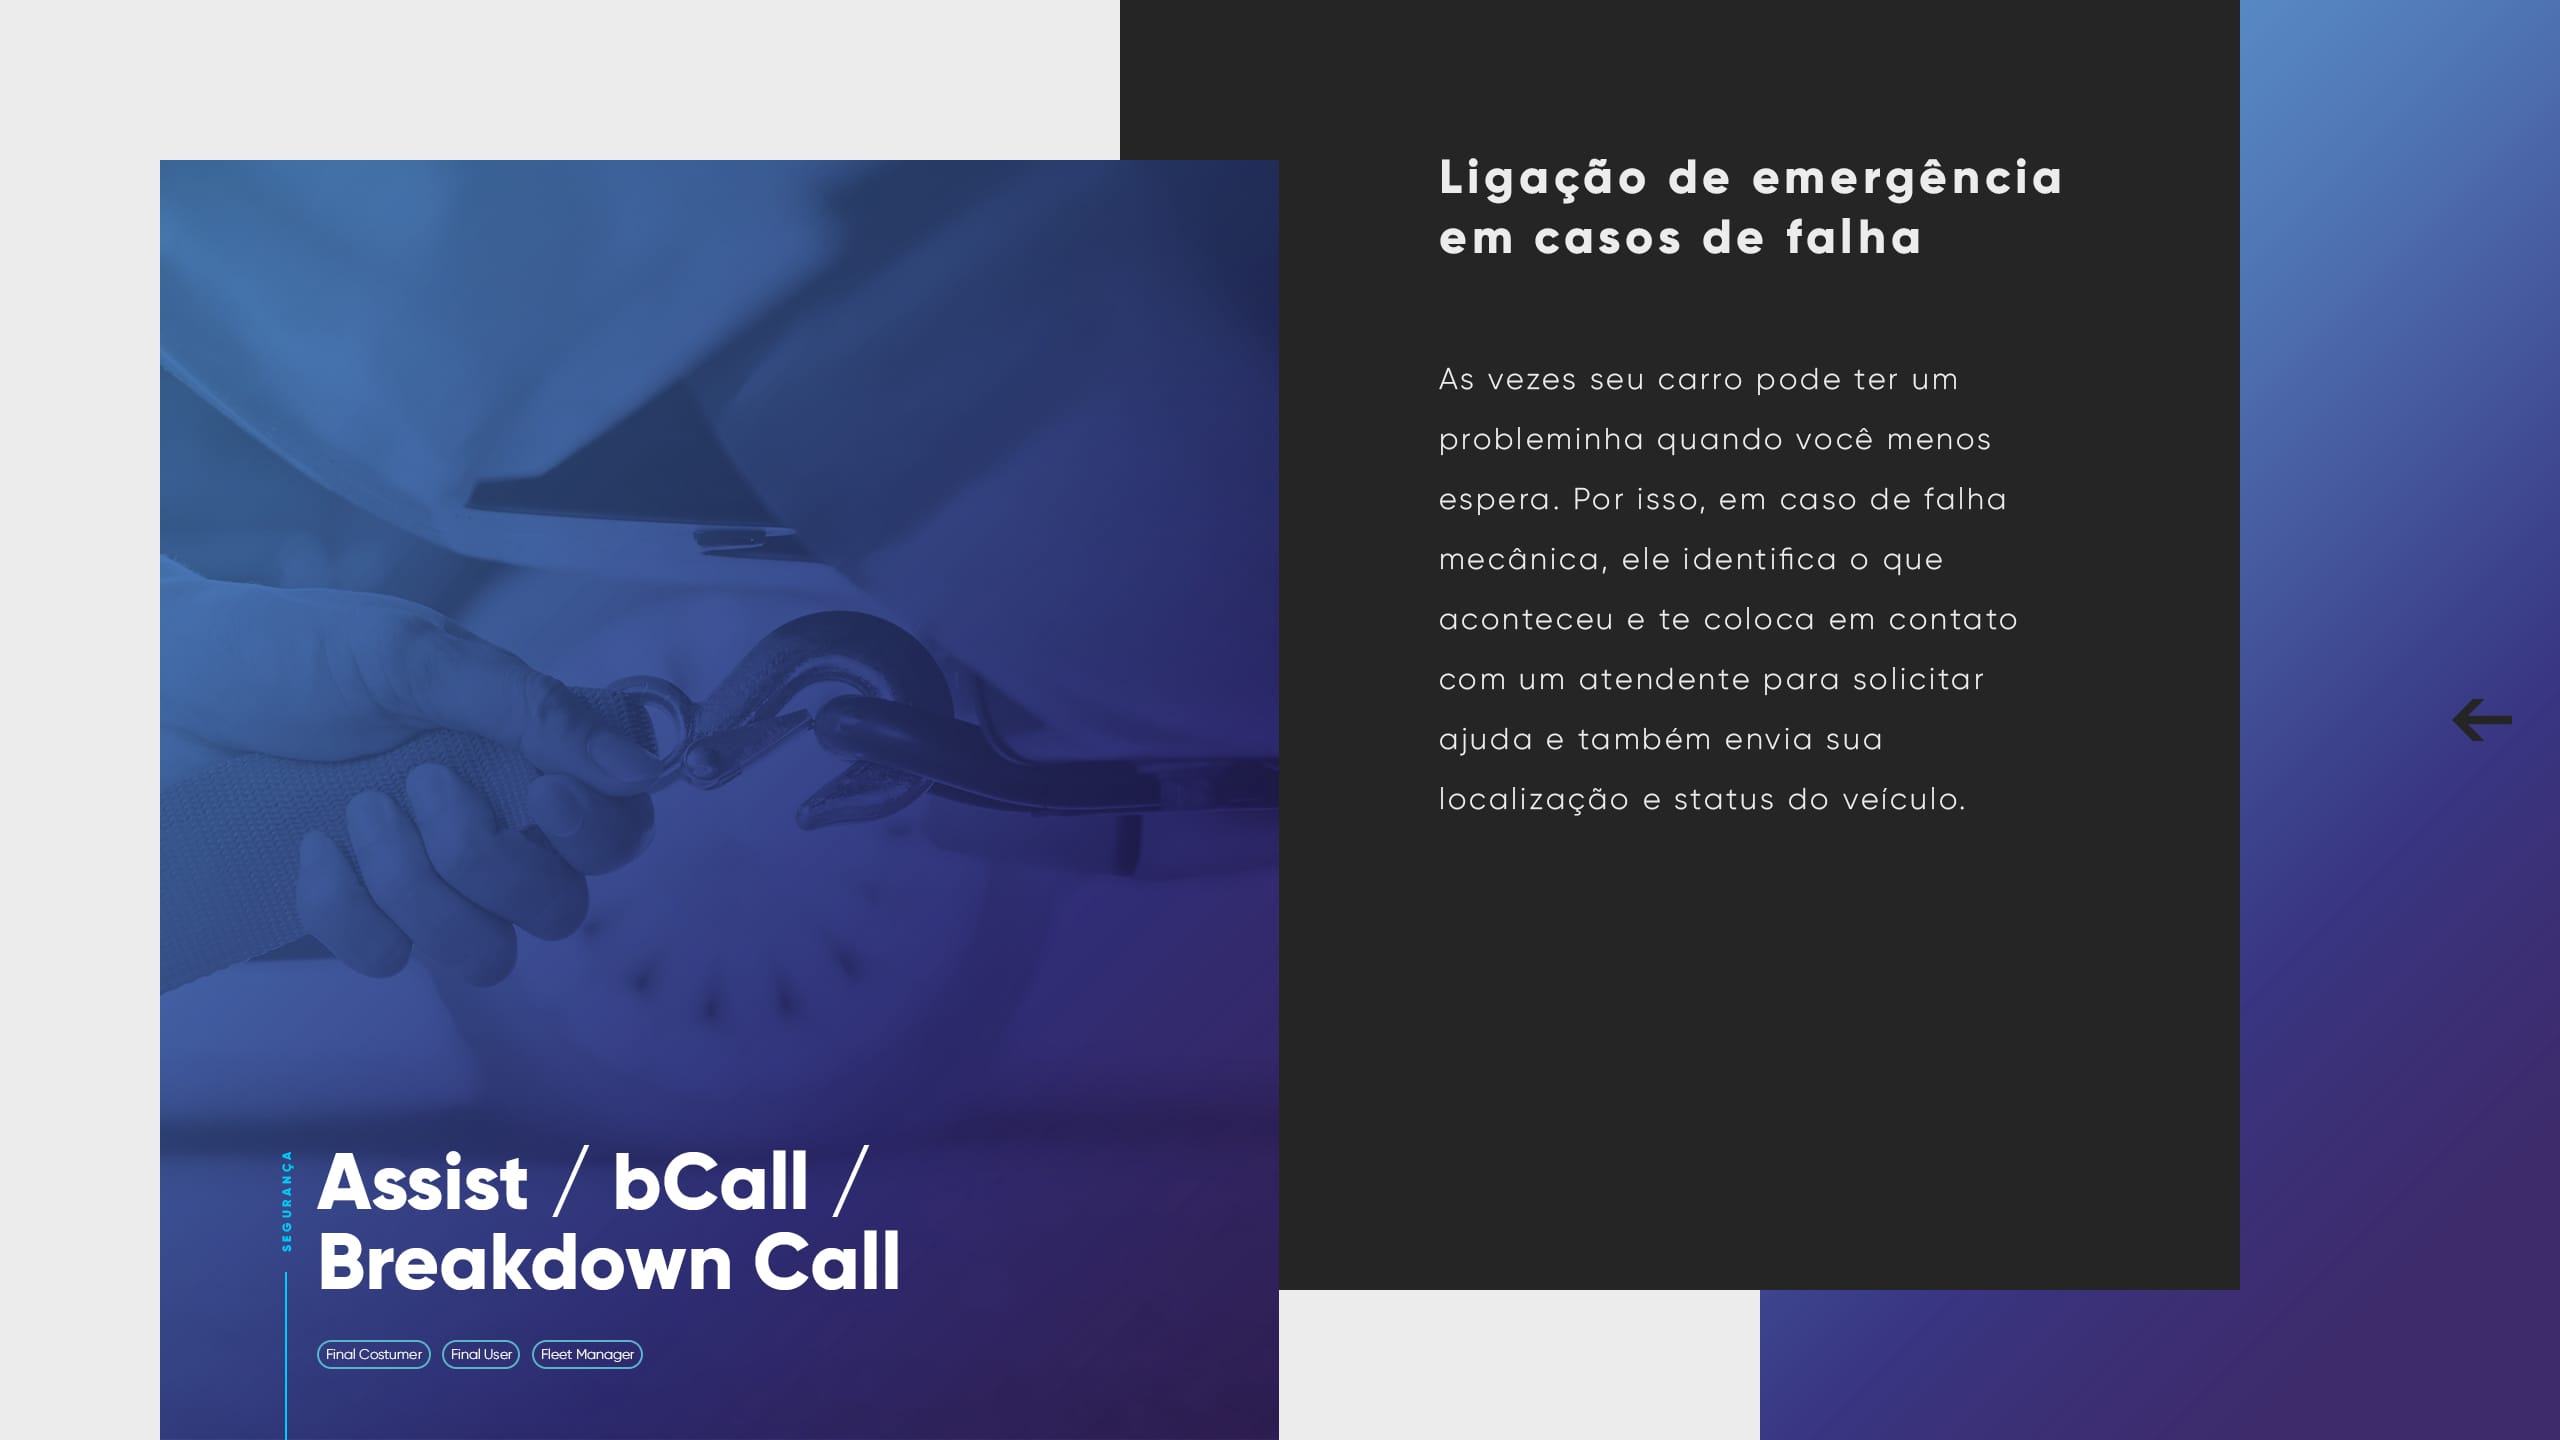 SEGURANÇA
Assist / bCall /
Breakdown Call
Final Costumer
Final User
Fleet Manager
Ligação de emergência
em casos de falha
As vezes seu carro pode ter um
probleminha quando você menos
espera. Por isso, em caso de falha
mecânica, ele identifica o que
aconteceu e te coloca em contato
com um atendente para solicitar
ajuda e também envia sua
localização e status do veículo.